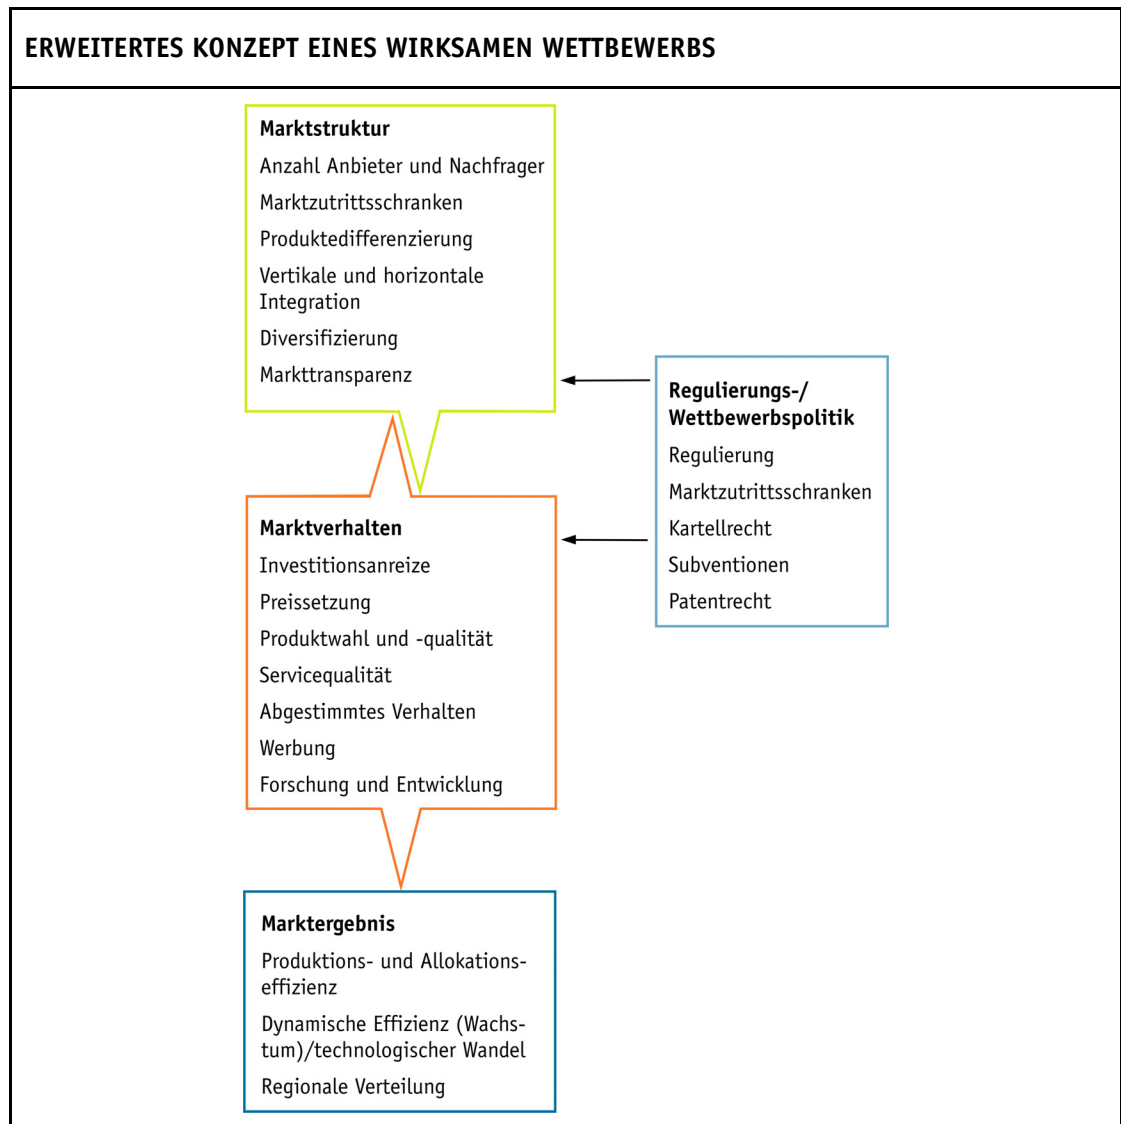 ERWEITERTES KONZEPT EINES WIRKSAMEN WETTBEWERBS
Marktstruktur
Anzahl Anbieter und Nachfrager
Marktzutrittsschranken
Produktedifferenzierung
Vertikale und horizontale
Integration
Diversifizierung
Markttransparenz
Regulierungs-/
Wettbewerbspolitik
Regulierung
Marktzutrittsschranken
Kartellrecht
Subventionen
Patentrecht
Marktverhalten
Investitionsanreize
Preissetzung
Produktwahl und -qualität
Servicequalität
Abgestimmtes Verhalten
Werbung
Forschung und Entwicklung
Marktergebnis
Produktions- und Allokations-
effizienz
Dynamische Effizienz (Wachs-
tum)/technologischer Wandel
Regionale Verteilung